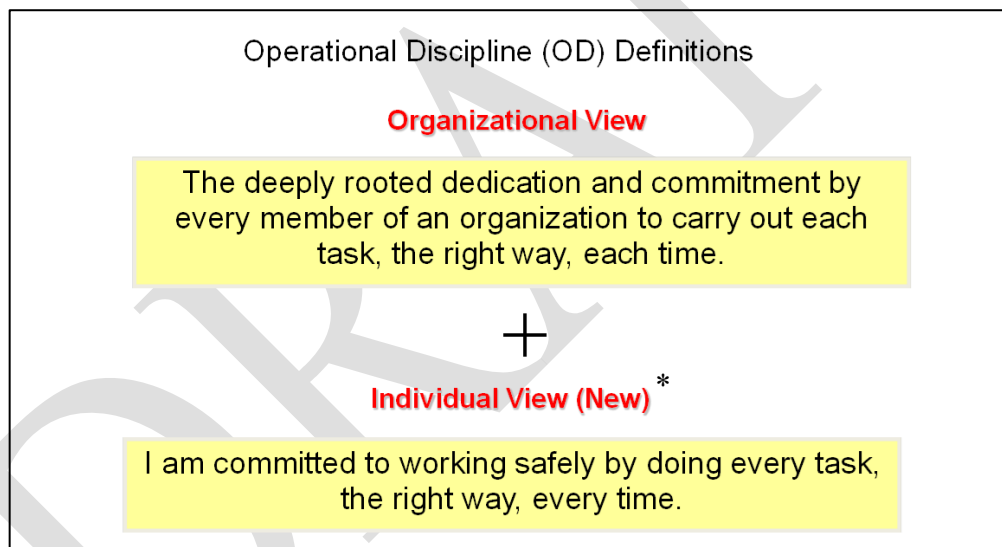 Operational Discipline (OD) Definitions
Organizational View
The deeply rooted dedication and commitment by
every member of an organization to carry out each
task, the right way, each time.
+
Individual View (New) *
I am committed to working safely by doing every task,
the right way, every time.
DRAFT